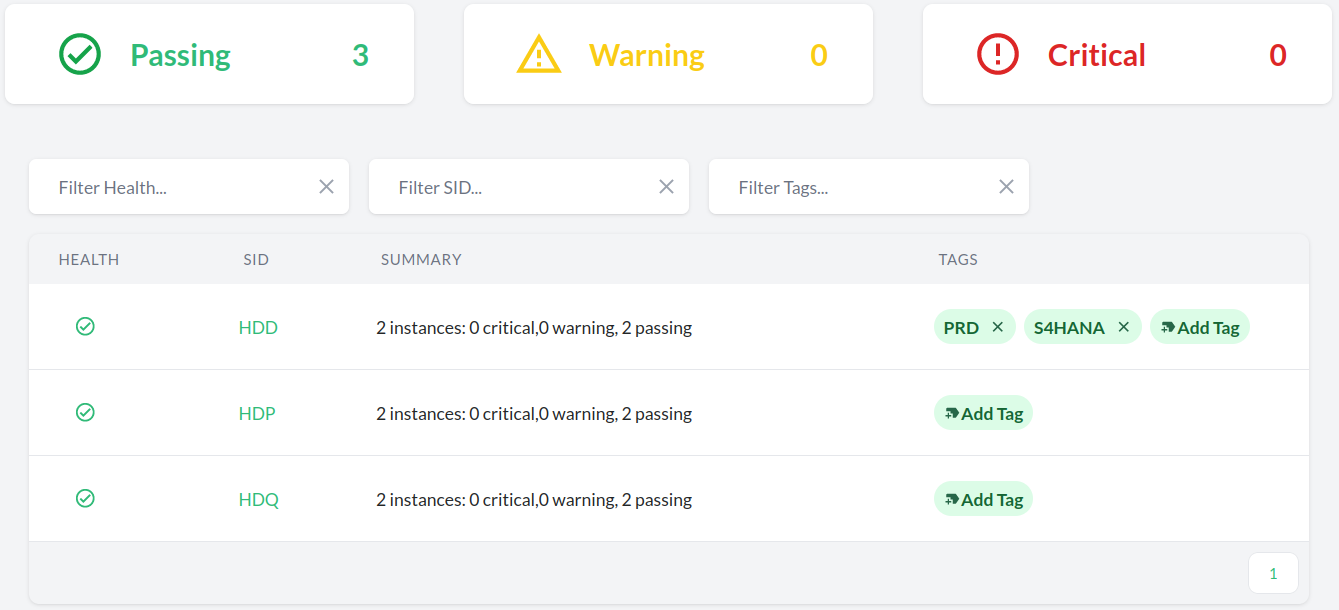 Passing 3 Warning 0 Critical 0
Filter Health... Filter SID... Filter Tags...
HEALTH SID SUMMARY TAGS
HDD 2 instances: 0 critical,0 warning, 2 passing PRD S4HANA Add Tag
HDP 2 instances: 0 critical,0 warning, 2 passing Add Tag
HDQ 2 instances: 0 critical,0 warning, 2 passing Add Tag
1